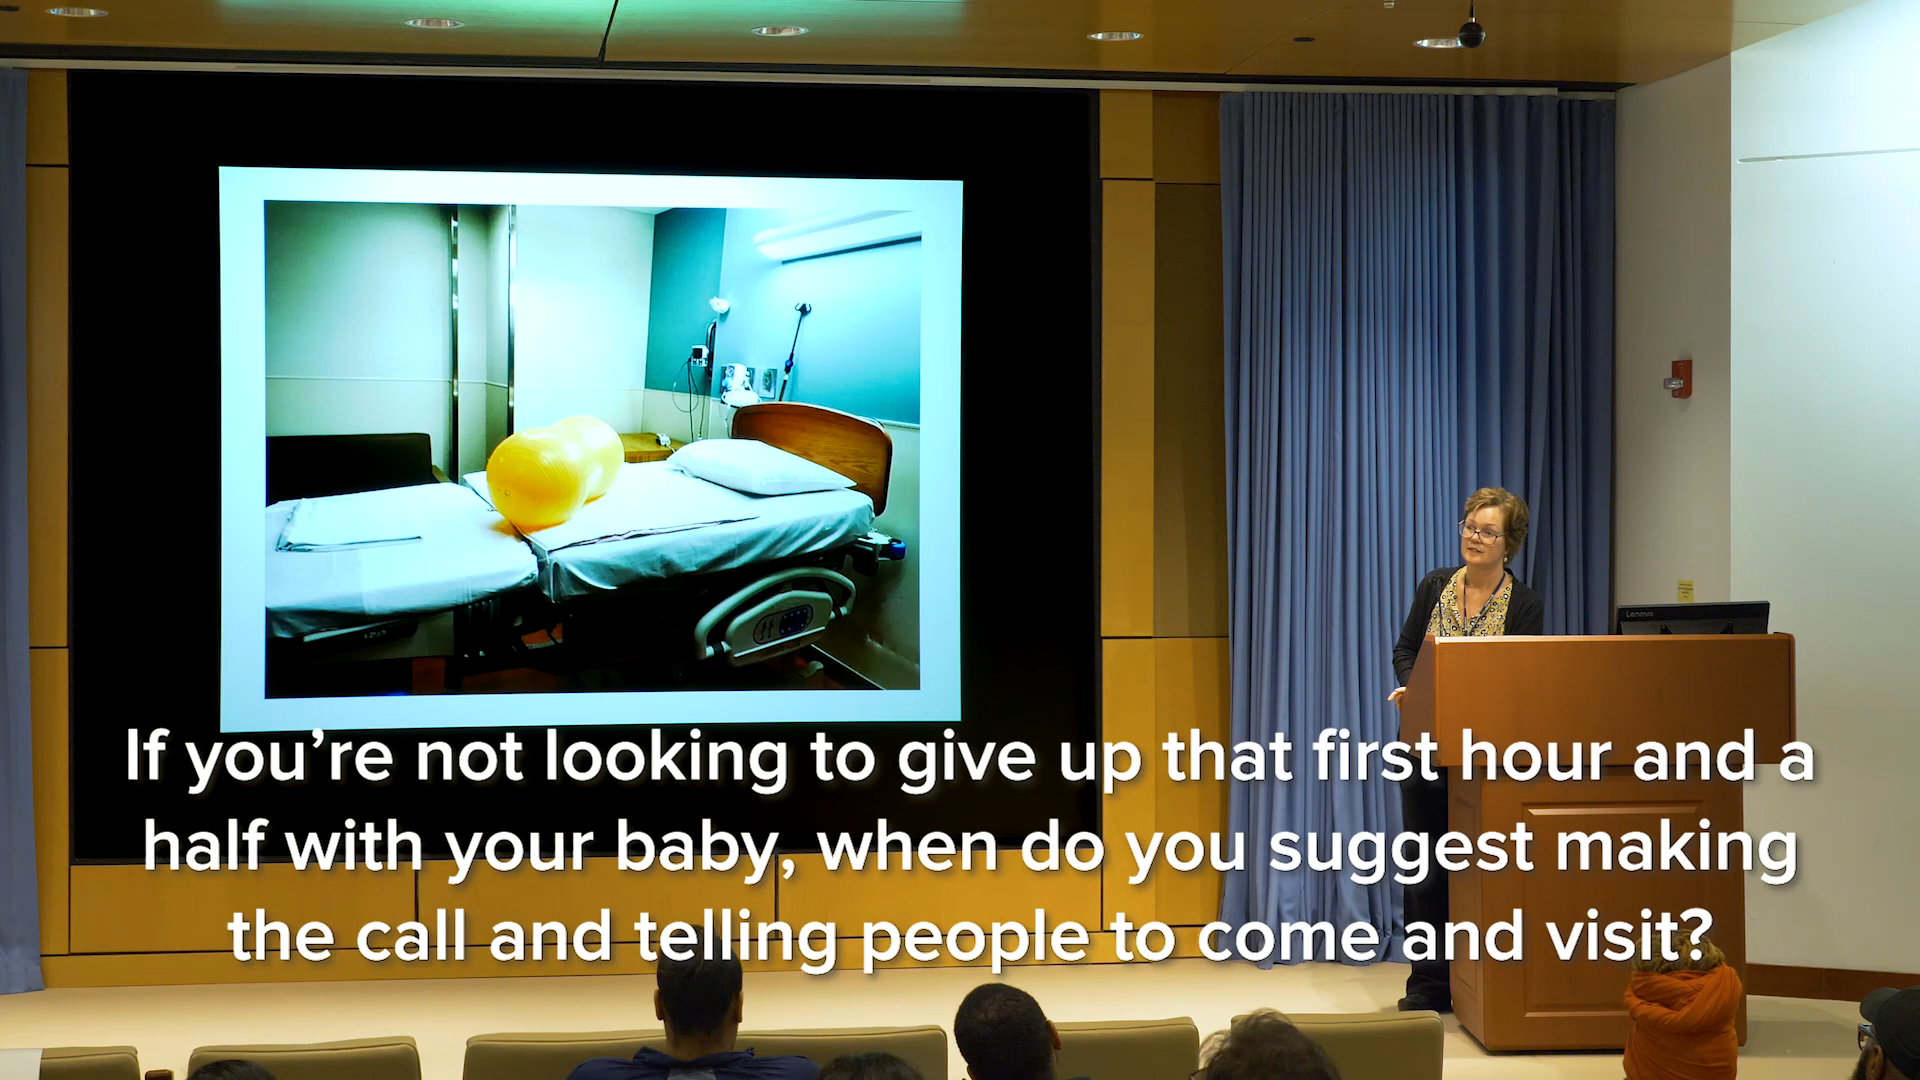 Lenovo
If you’re not looking to give up that first hour and a
half with your baby, when do you suggest making
the call and telling people to come and visit?